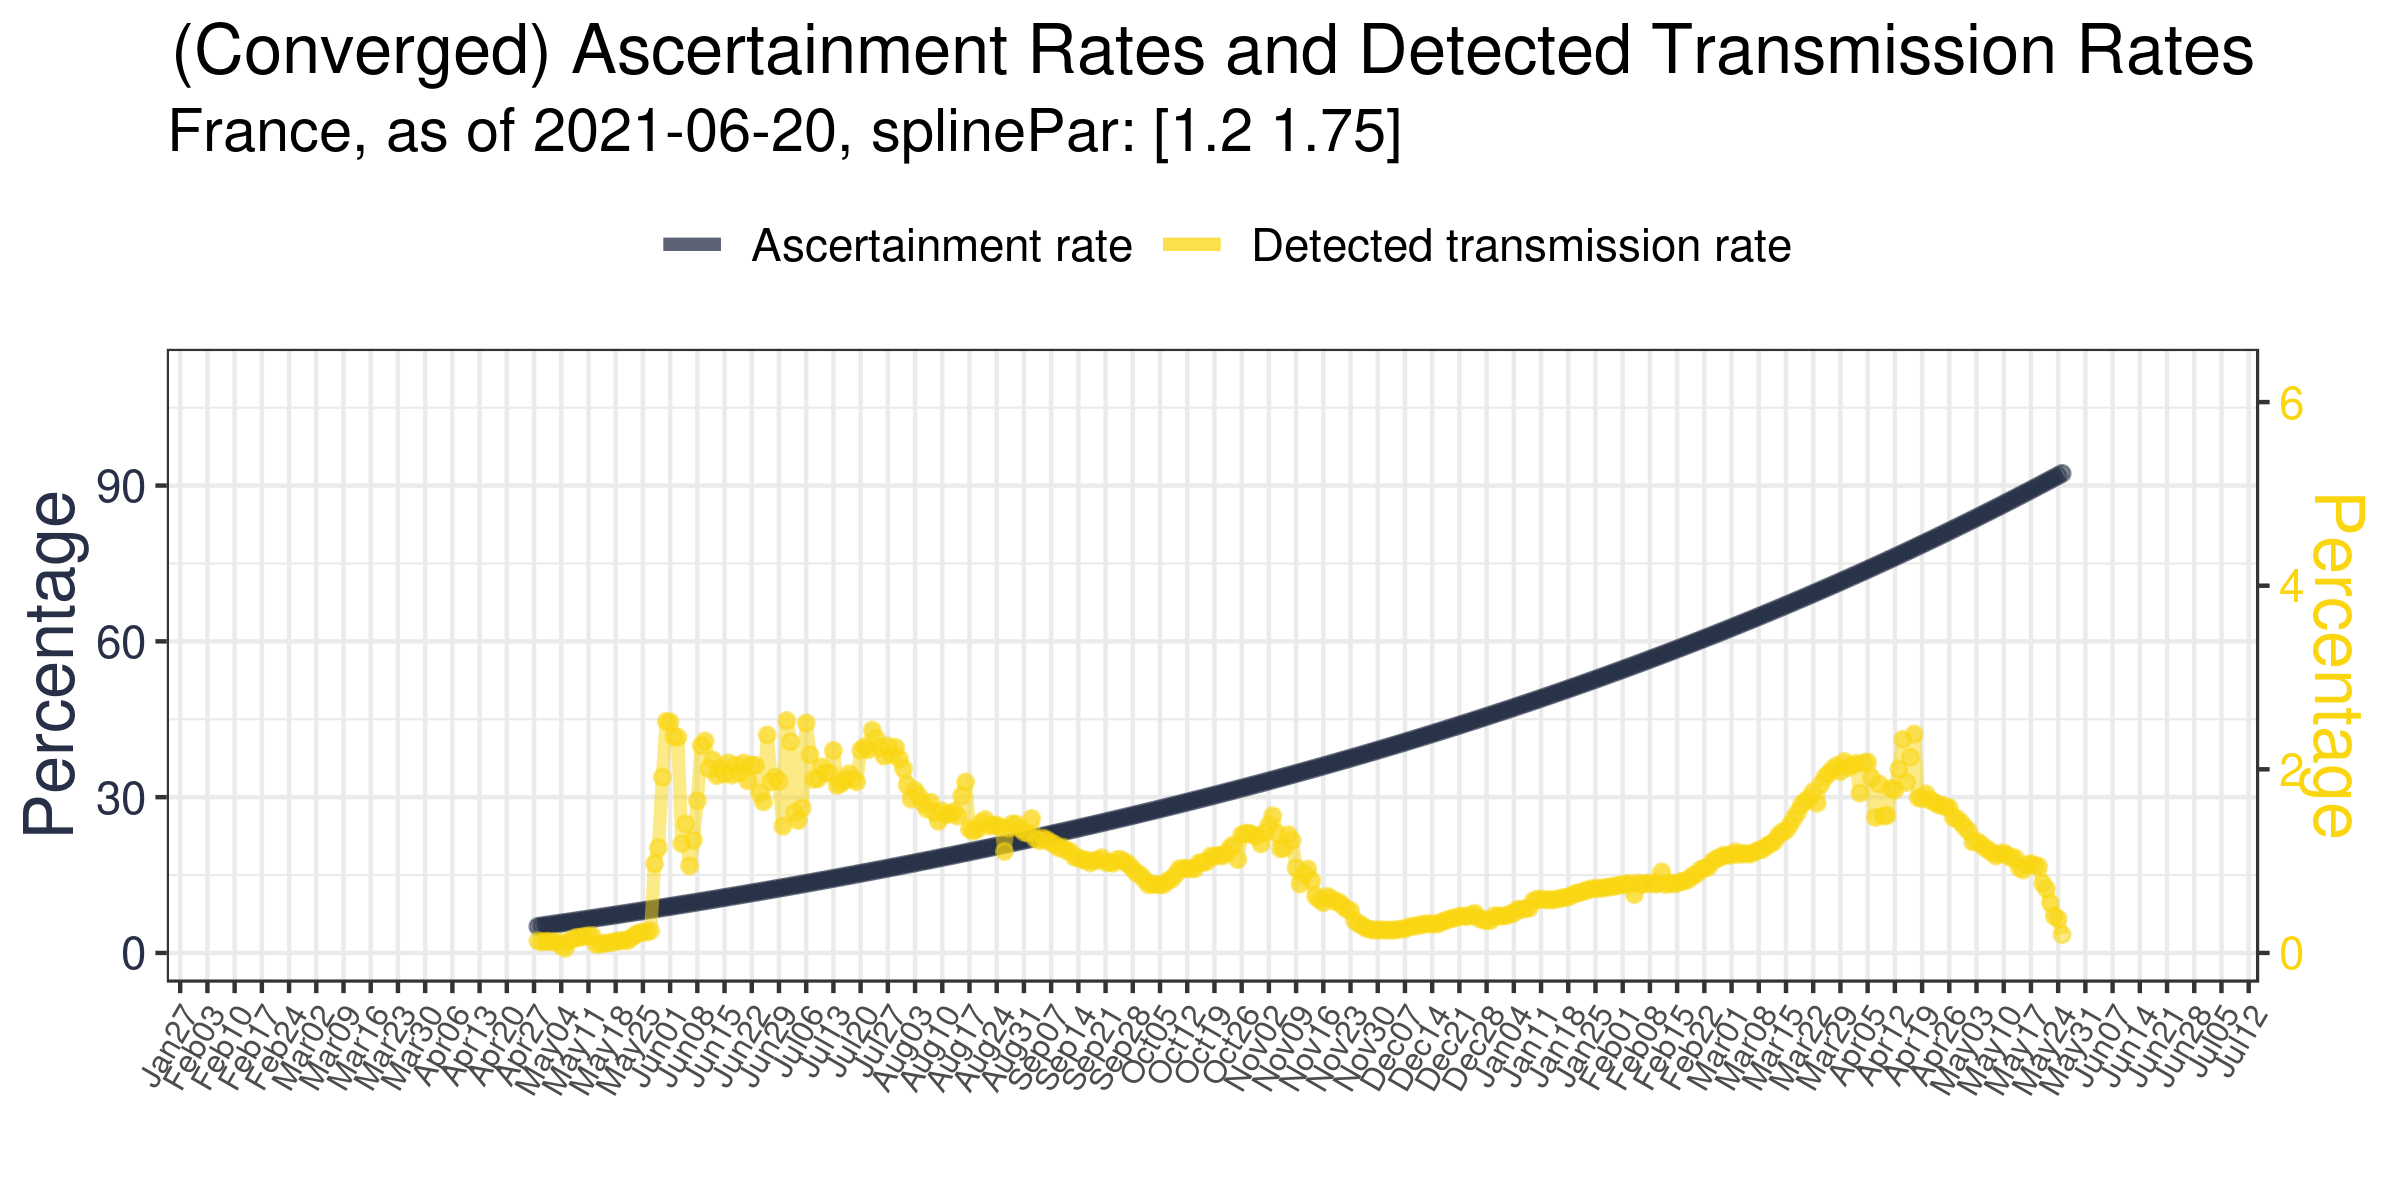 (Converged) Ascertainment Rates and Detected Transmission Rates
France, as of 2021-06-20, splinePar: [1.2 1.75]
Ascertainment rate
Detected transmission rate
Percentage
90
60
30
0
6
4
2
0
Percentage
Jan27
Feb03
Feb10
Feb17
Feb24
Mar02
Mar09
Mar16
Mar23
Mar30
Apr06
Apr13
Apr20
Apr27
May04
May11
May18
May25
Jun01
Jun08
Jun15
Jun22
Jun29
Jul06
Jul13
Jul20
Jul27
Aug03
Aug10
Aug17
Aug24
Aug31
Sep07
Sep14
Sep21
Sep28
Oct05
Oct12
Oct19
Oct26
Nov02
Nov09
Nov16
Nov23
Nov30
Dec07
Dec14
Dec21
Dec28
Jan04
Jan11
Jan18
Jan25
Feb01
Feb08
Feb15
Feb22
Mar01
Mar08
Mar15
Mar22
Mar29
Apr05
Apr12
Apr19
Apr26
May03
May10
May17
May24
May31
Jun07
Jun14
Jun21
Jun28
Jul05
Jul12